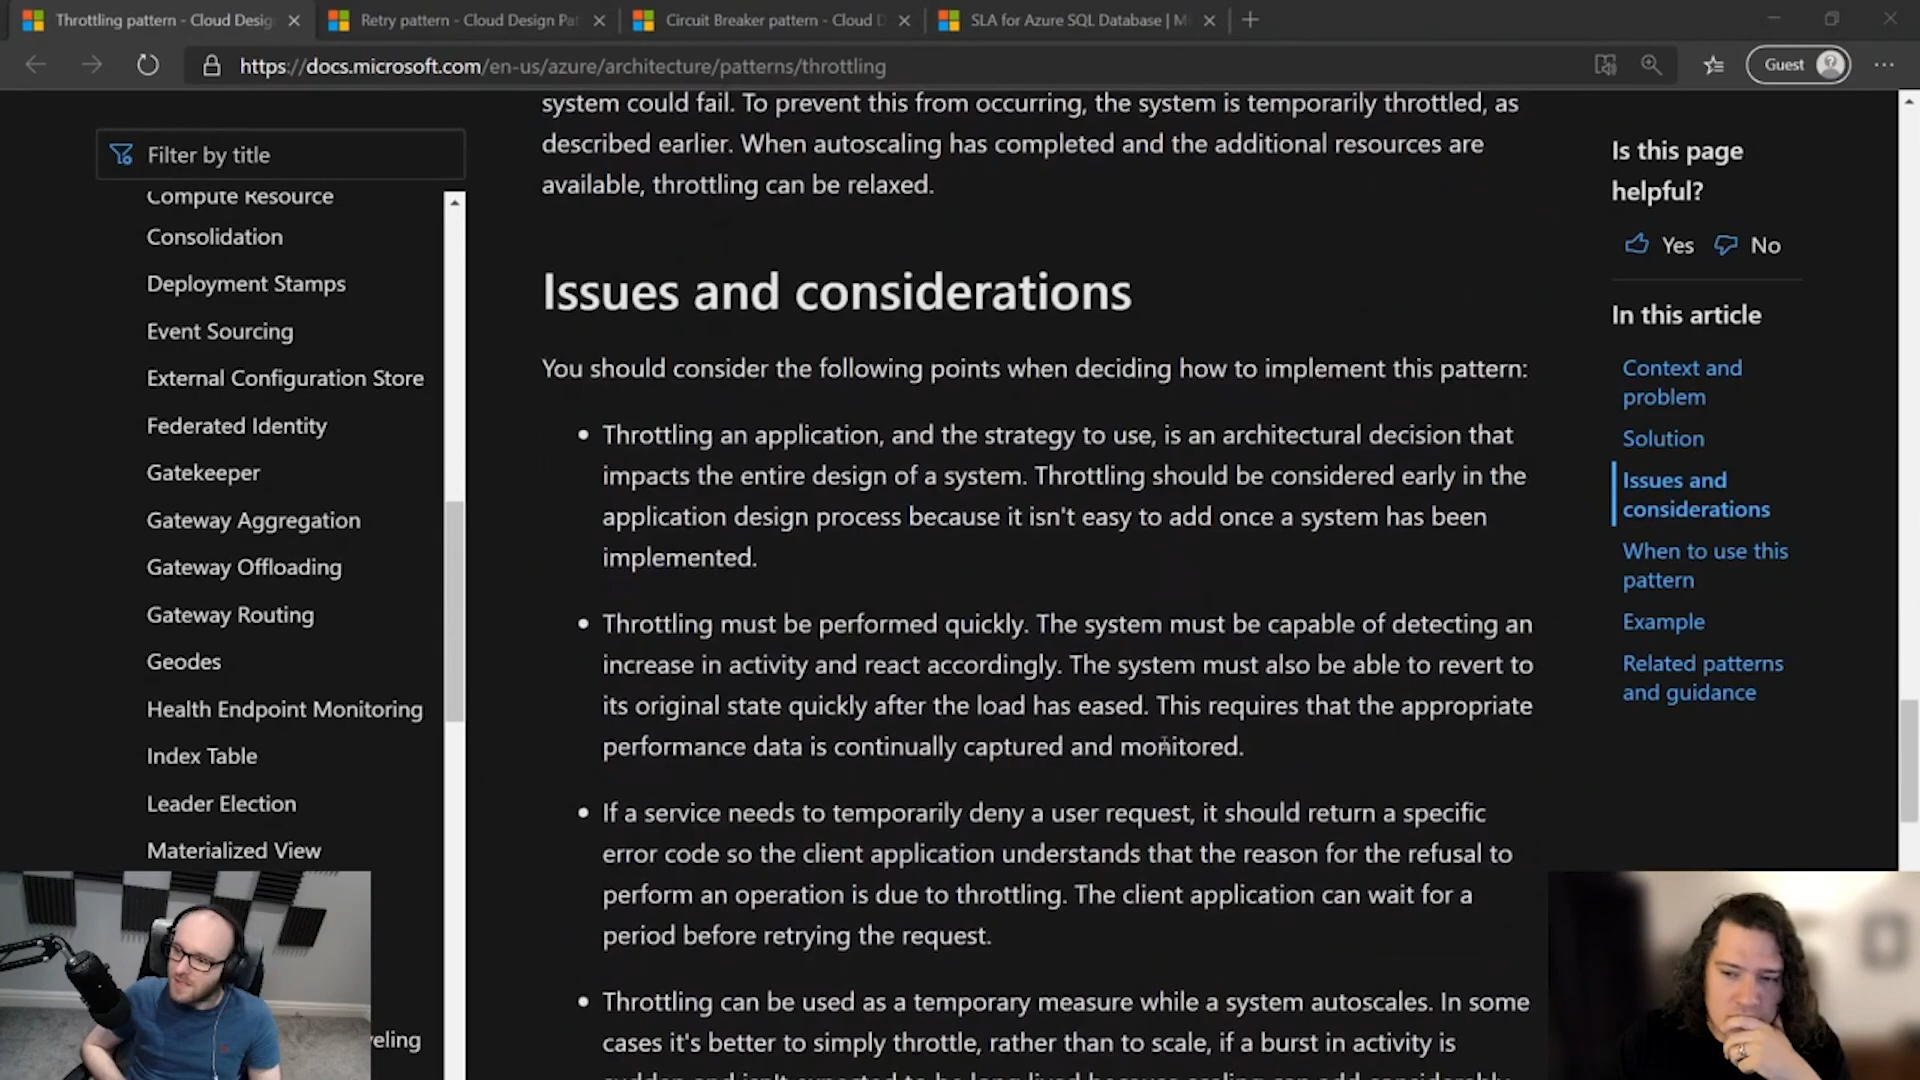 Throttling pattern - Cloud Desig
Retry pattern - Cloud Design Pat
Circuit Breaker pattern - Cloud D
SLA for Azure SQL Database | M
https://docs.microsoft.com/en-us/azure/architecture/patterns/throttling
Guest
Filter by title
Compute Resource
Consolidation
Deployment Stamps
Event Sourcing
External Configuration Store
Federated Identity
Gatekeeper
Gateway Aggregation
Gateway Offloading
Gateway Routing
Geodes
Health Endpoint Monitoring
Index Table
Leader Election
Materialized View
eling
system could fail. To prevent this from occurring, the system is temporarily throttled, as
described earlier. When autoscaling has completed and the additional resources are
available, throttling can be relaxed.
Issues and considerations
You should consider the following points when deciding how to implement this pattern:
Throttling an application, and the strategy to use, is an architectural decision that
impacts the entire design of a system. Throttling should be considered early in the
application design process because it isn't easy to add once a system has been
implemented.
Throttling must be performed quickly. The system must be capable of detecting an
increase in activity and react accordingly. The system must also be able to revert to
its original state quickly after the load has eased. This requires that the appropriate
performance data is continually captured and monitored.
If a service needs to temporarily deny a user request, it should return a specific
error code so the client application understands that the reason for the refusal to
perform an operation is due to throttling. The client application can wait for a
period before retrying the request.
Throttling can be used as a temporary measure while a system autoscales. In some
cases it's better to simply throttle, rather than to scale, if a burst in activity is
sudden and isn't expected to be long lived because scaling can add considerably
Is this page
helpful?
Yes
No
In this article
Context and
problem
Solution
Issues and
considerations
When to use this
pattern
Example
Related patterns
and guidance